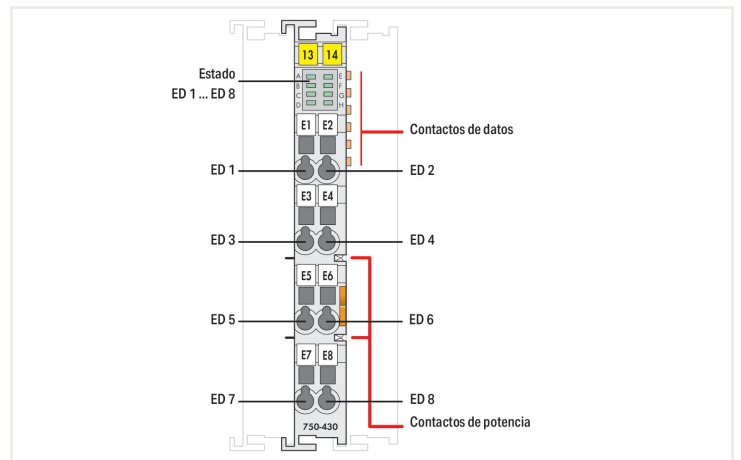 13 14
Estado
ED 1 ... ED 8
A E
B F
C G
D H
Contactos de datos
E1 E2
ED 1
ED 2
E3 E4
ED 3
ED 4
E5 E6
ED 5
ED 6
E7 E8
ED 7
ED 8
Contactos de potencia
750-430